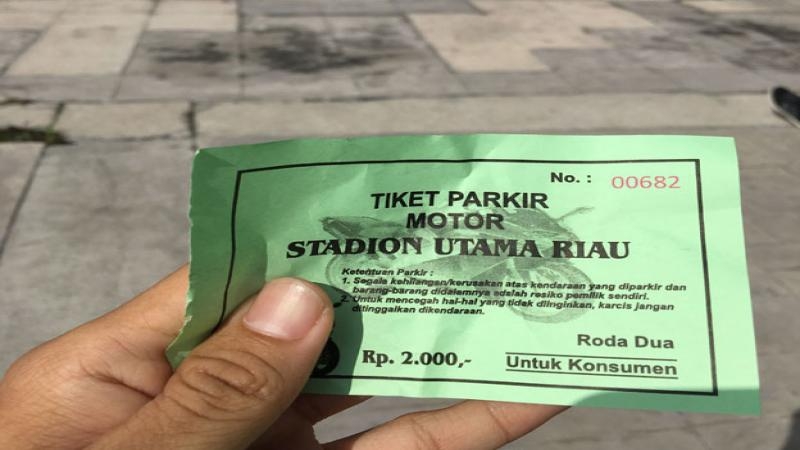 No. : 00682
TIKET PARKIR
MOTOR
STADION UTAMA RIAU
Ketentuan Parkir :
1. Segala kehilangan/kerusakan atas kendaraan yang diparkir dan
barang-barang didalamnya adalah resiko pemilik sendiri.
2. Untuk mencegah hal-hal yang tidak diinginkan, karcis jangan
ditinggalkan dikendaraan.
Roda Dua
Rp. 2.000,-
Untuk Konsumen